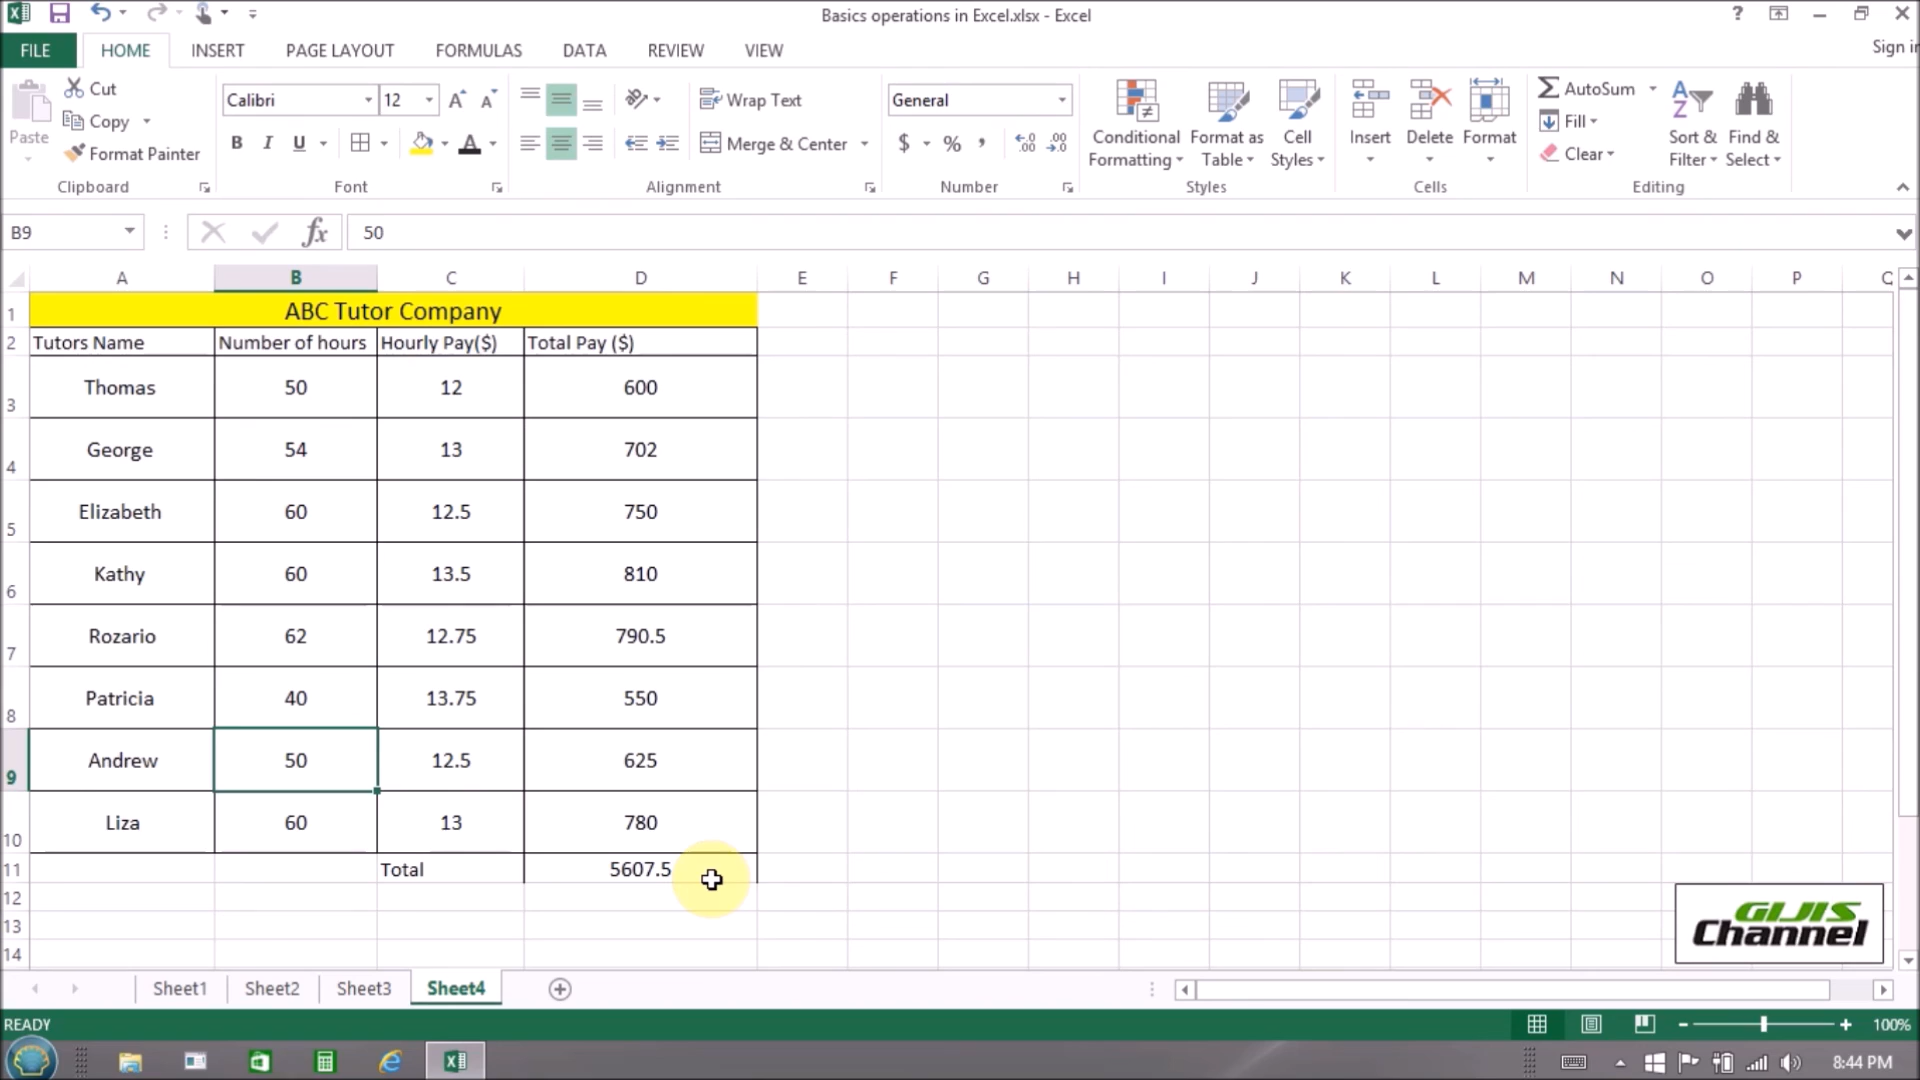 Basics operations in Excel.xlsx - Excel
?
FILE HOME INSERT PAGE LAYOUT FORMULAS DATA REVIEW VIEW
Sign in
Paste
Cut
Copy
Format Painter
Clipboard
Calibri 12
B I U
Font
Wrap Text
Merge & Center
Alignment
General
$ % ,
Number
Conditional Formatting
Format as Table
Cell Styles
Styles
Insert Delete Format
Cells
AutoSum
Fill
Clear
Sort & Filter
Find & Select
Editing
B9 fx 50
A B C D E F G H I J K L M N O P
1 ABC Tutor Company
2 Tutors Name Number of hours Hourly Pay($) Total Pay ($)
3 Thomas 50 12 600
4 George 54 13 702
5 Elizabeth 60 12.5 750
6 Kathy 60 13.5 810
7 Rozario 62 12.75 790.5
8 Patricia 40 13.75 550
9 Andrew 50 12.5 625
10 Liza 60 13 780
11 Total 5607.5
12
13
14
GIJIS
Channel
Sheet1 Sheet2 Sheet3 Sheet4
READY
100%
8:44 PM